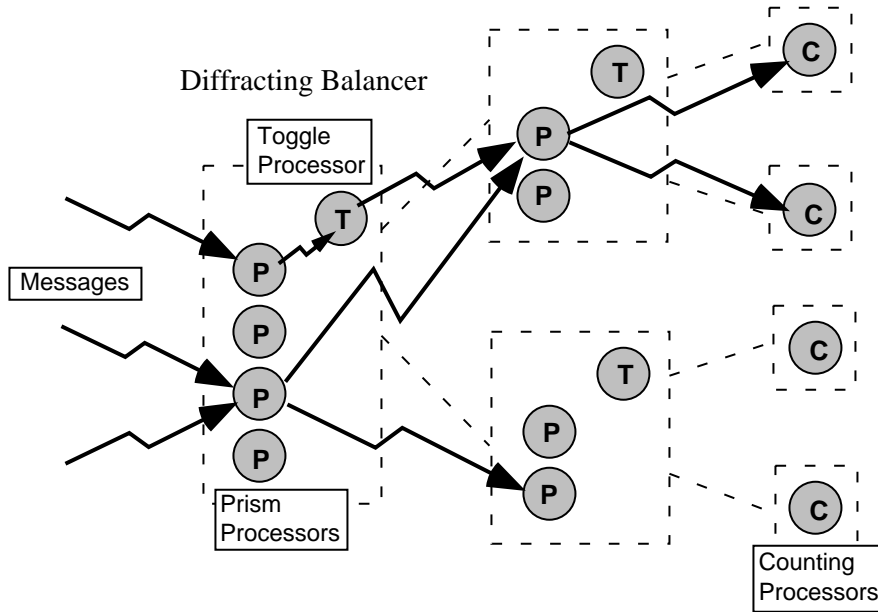 Diffracting Balancer
Toggle
Processor
Messages
T
P
P
P
P
Prism
Processors
T
P
P
T
P
P
C
C
C
C
Counting
Processors